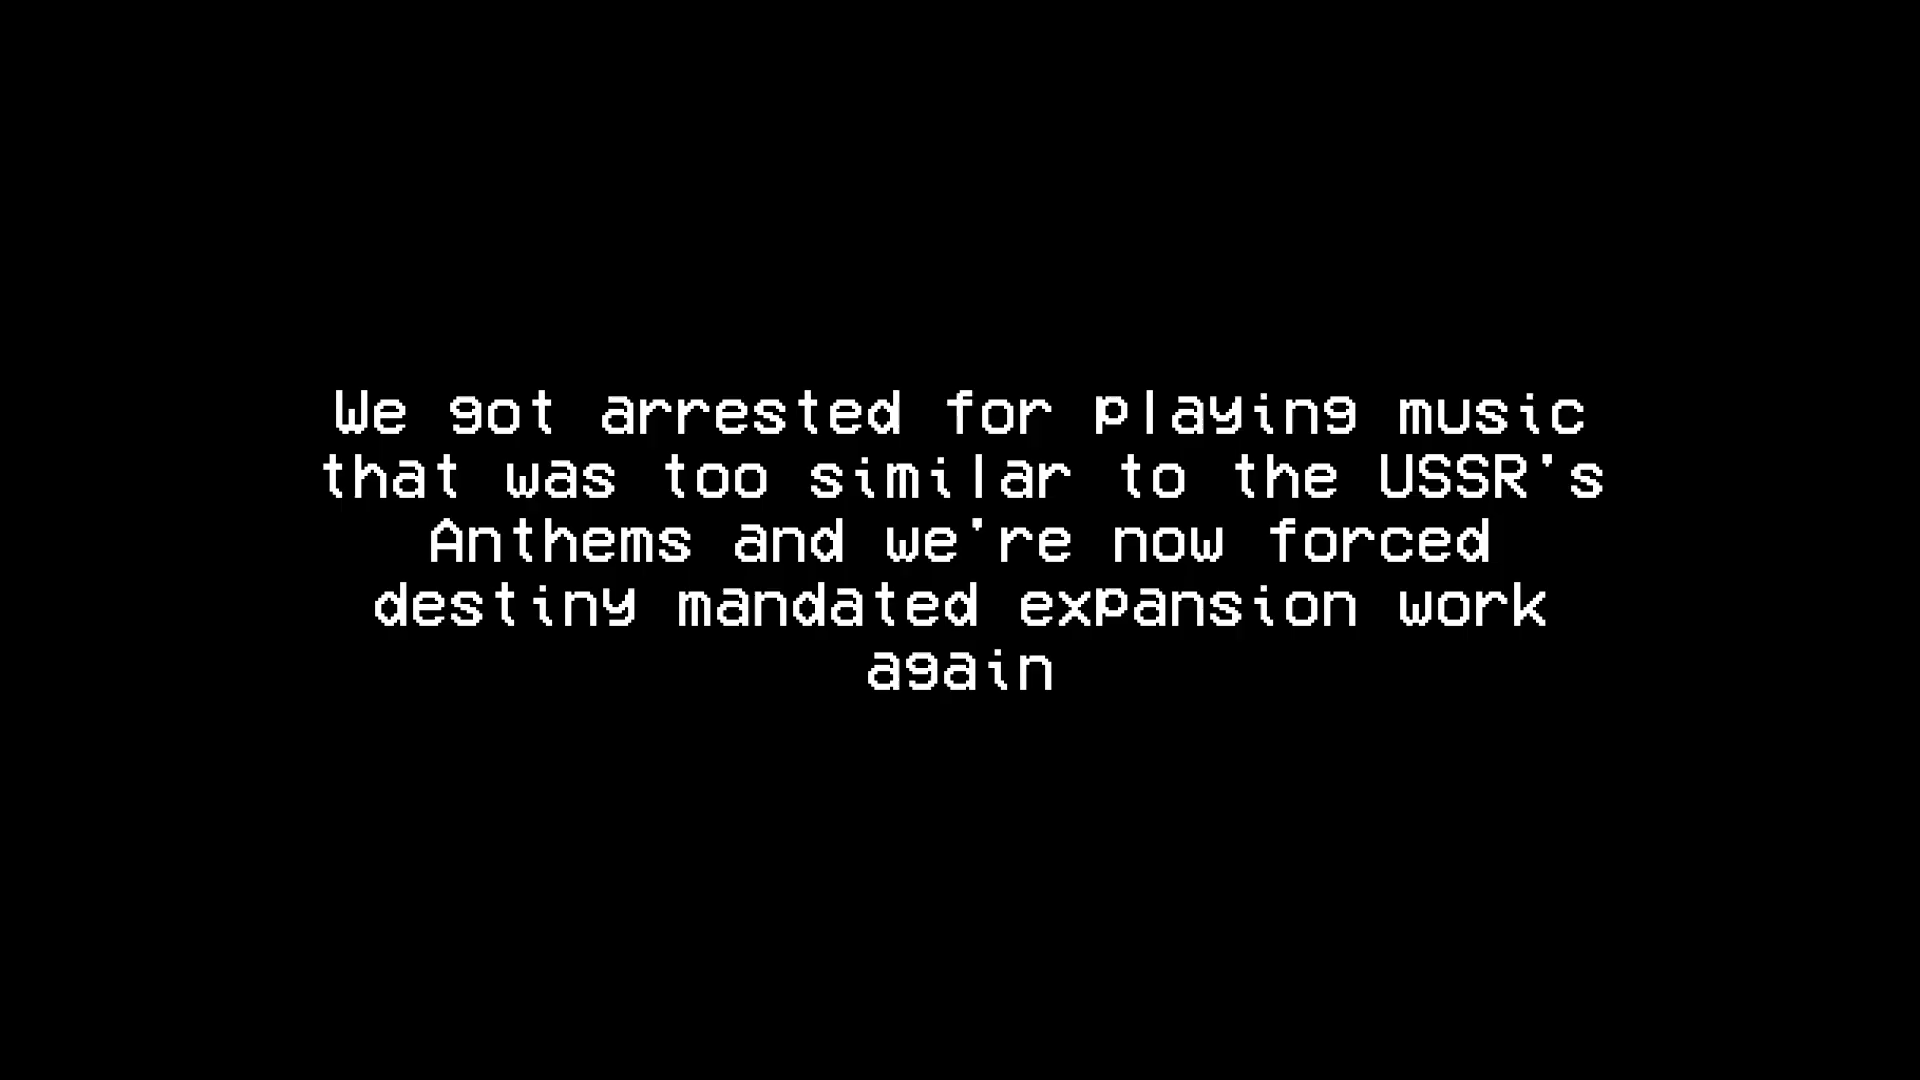 We got arrested for playing music
that was too similar to the USSR's
Anthems and we're now forced
destiny mandated expansion work
again